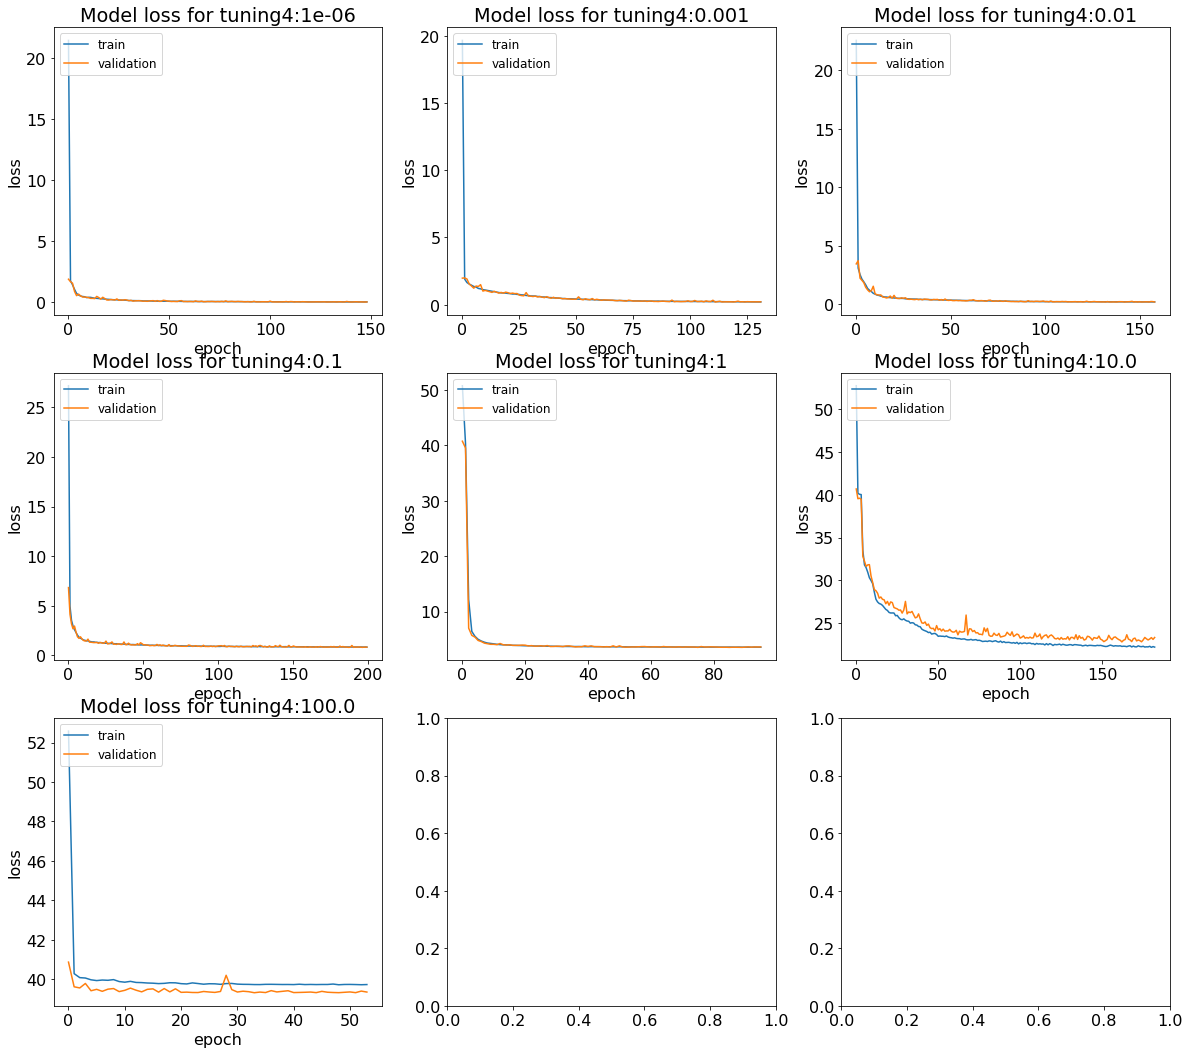 Model loss for tuning4:1e-06
train
validation
20
15
10
5
0
loss
0 50 100 150
epoch
Model loss for tuning4:0.001
train
validation
20
15
10
5
0
loss
0 25 50 75 100 125
epoch
Model loss for tuning4:0.01
train
validation
20
15
10
5
0
loss
0 50 100 150
epoch
Model loss for tuning4:0.1
train
validation
25
20
15
10
5
0
loss
0 50 100 150 200
epoch
Model loss for tuning4:1
train
validation
50
40
30
20
10
loss
0 20 40 60 80
epoch
Model loss for tuning4:10.0
train
validation
50
45
40
35
30
25
loss
0 50 100 150
epoch
Model loss for tuning4:100.0
train
validation
52
50
48
46
44
42
40
loss
0 10 20 30 40 50
epoch
1.0
0.8
0.6
0.4
0.2
0.0
0.0 0.2 0.4 0.6 0.8 1.0
1.0
0.8
0.6
0.4
0.2
0.0
0.0 0.2 0.4 0.6 0.8 1.0